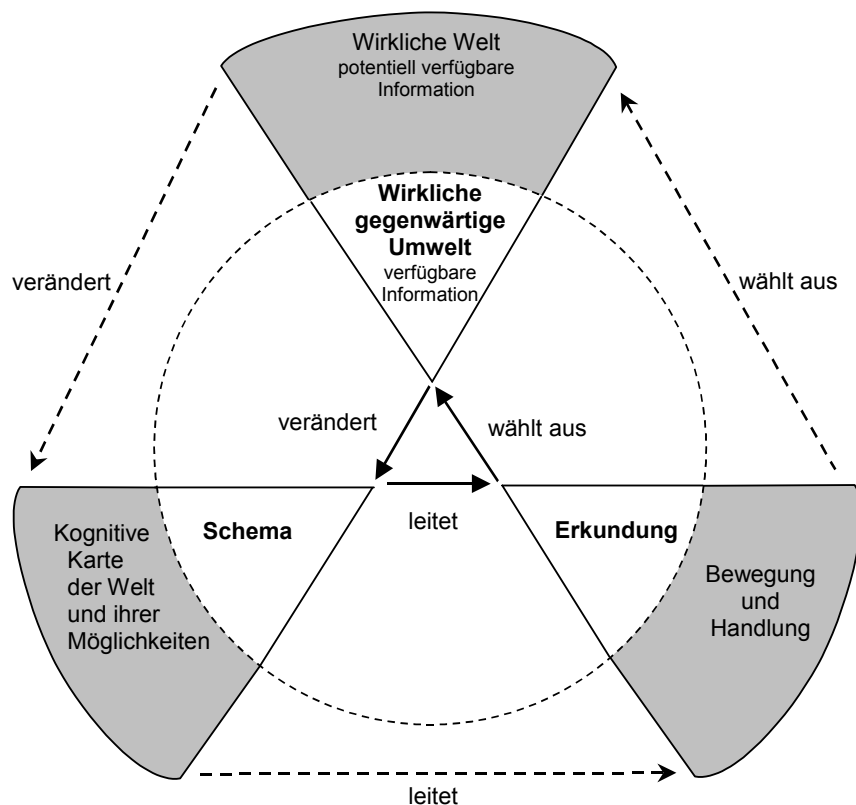 Wirkliche Welt
potentiell verfügbare
Information
Wirkliche
gegenwärtige
Umwelt
verfügbare
Information
verändert
wählt aus
verändert
wählt aus
leitet
Schema
Erkundung
Kognitive
Karte
der Welt
und ihrer
Möglichkeiten
Bewegung
und
Handlung
leitet